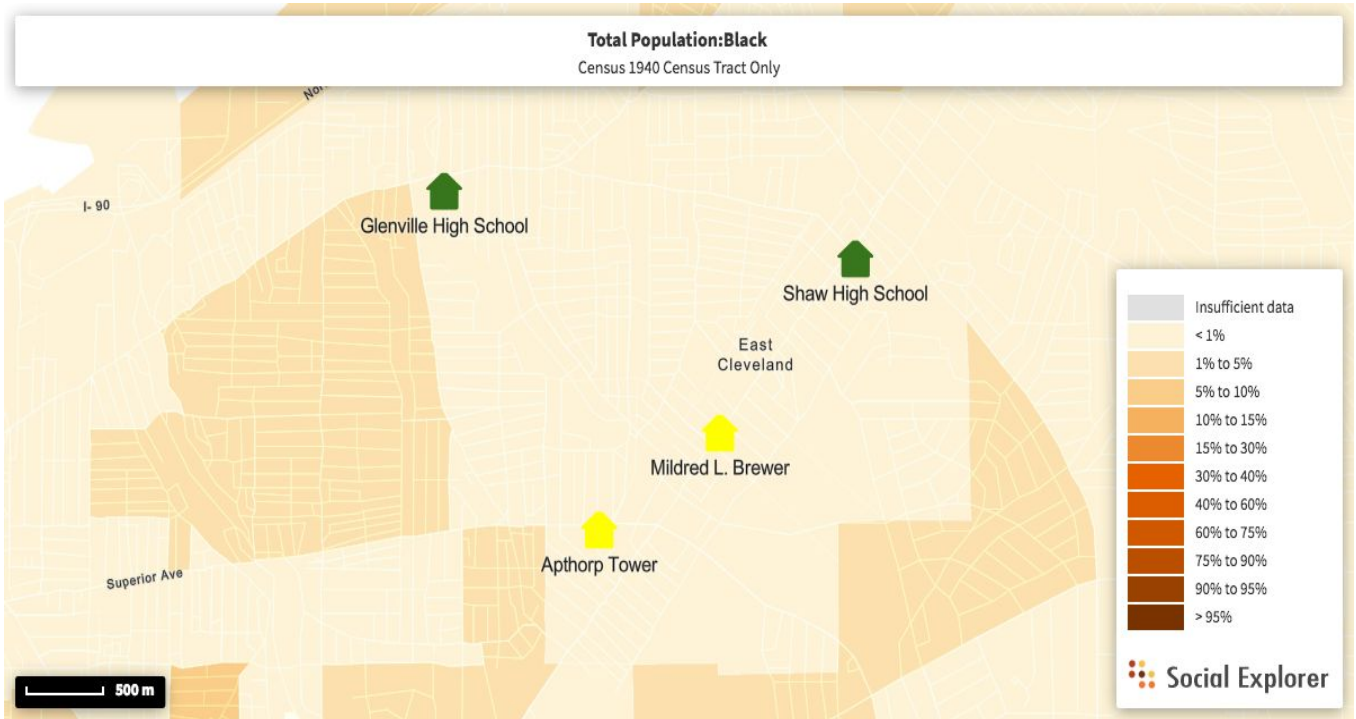 Total Population:Black
Census 1940 Census Tract Only
I- 90
Glenville High School
Shaw High School
East
Cleveland
Mildred L. Brewer
Apthorp Tower
Superior Ave
500 m
Insufficient data
< 1%
1% to 5%
5% to 10%
10% to 15%
15% to 30%
30% to 40%
40% to 60%
60% to 75%
75% to 90%
90% to 95%
> 95%
Social Explorer